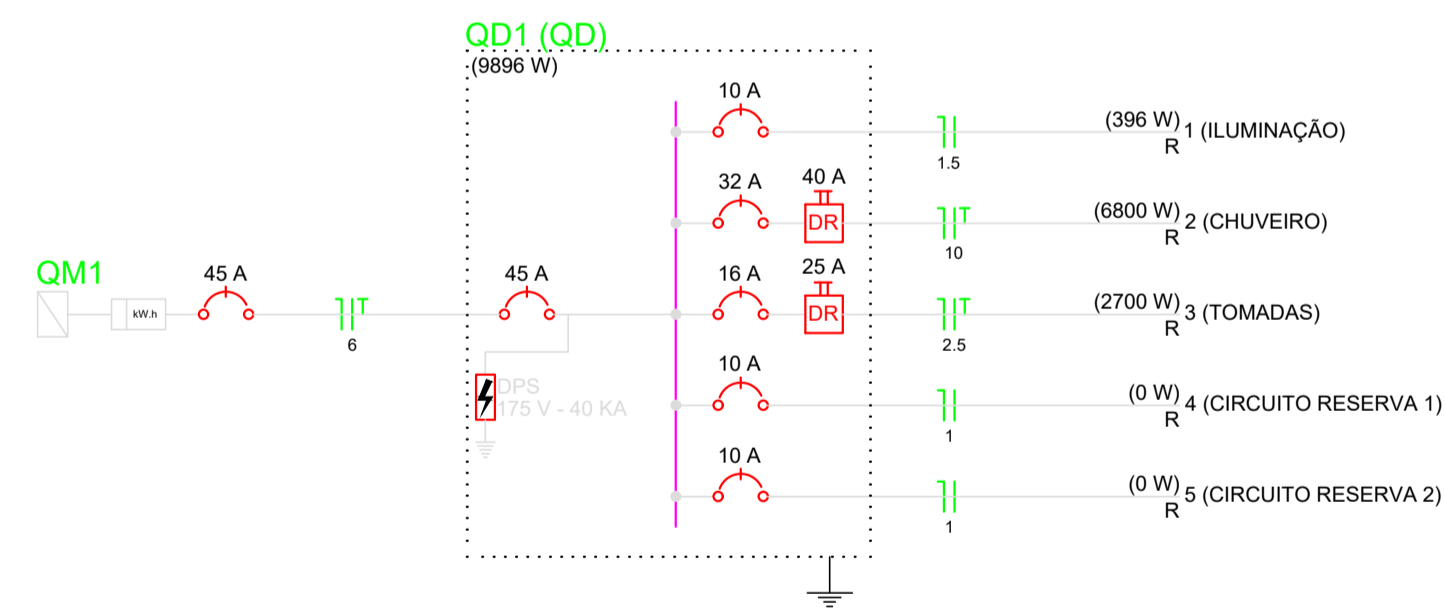 QD1 (QD)
(9896 W)
10 A
(396 W) 1 (ILUMINAÇÃO)
R
1.5
32 A
40 A
DR
(6800 W) 2 (CHUVEIRO)
R
10
QM1
kW.h
45 A
6
45 A
16 A
25 A
DR
(2700 W) 3 (TOMADAS)
R
2.5
DPS
175 V - 40 KA
10 A
(0 W) 4 (CIRCUITO RESERVA 1)
R
1
10 A
(0 W) 5 (CIRCUITO RESERVA 2)
R
1